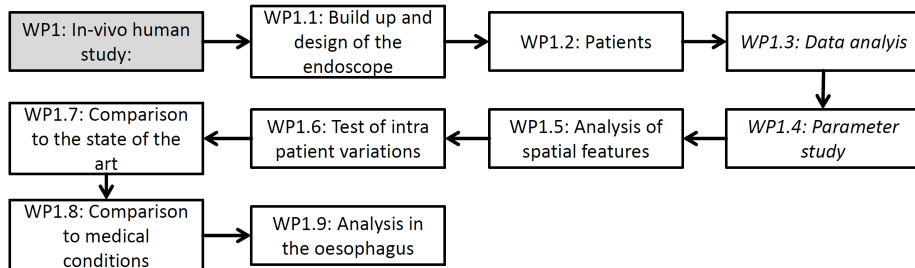 WP1: In-vivo human
study:
WP1.1: Build up and
design of the
endoscope
WP1.2: Patients
WP1.3: Data analyis
WP1.4: Parameter
study
WP1.5: Analysis of
spatial features
WP1.6: Test of intra
patient variations
WP1.7: Comparison
to the state of the
art
WP1.8: Comparison
to medical
conditions
WP1.9: Analysis in
the oesophagus